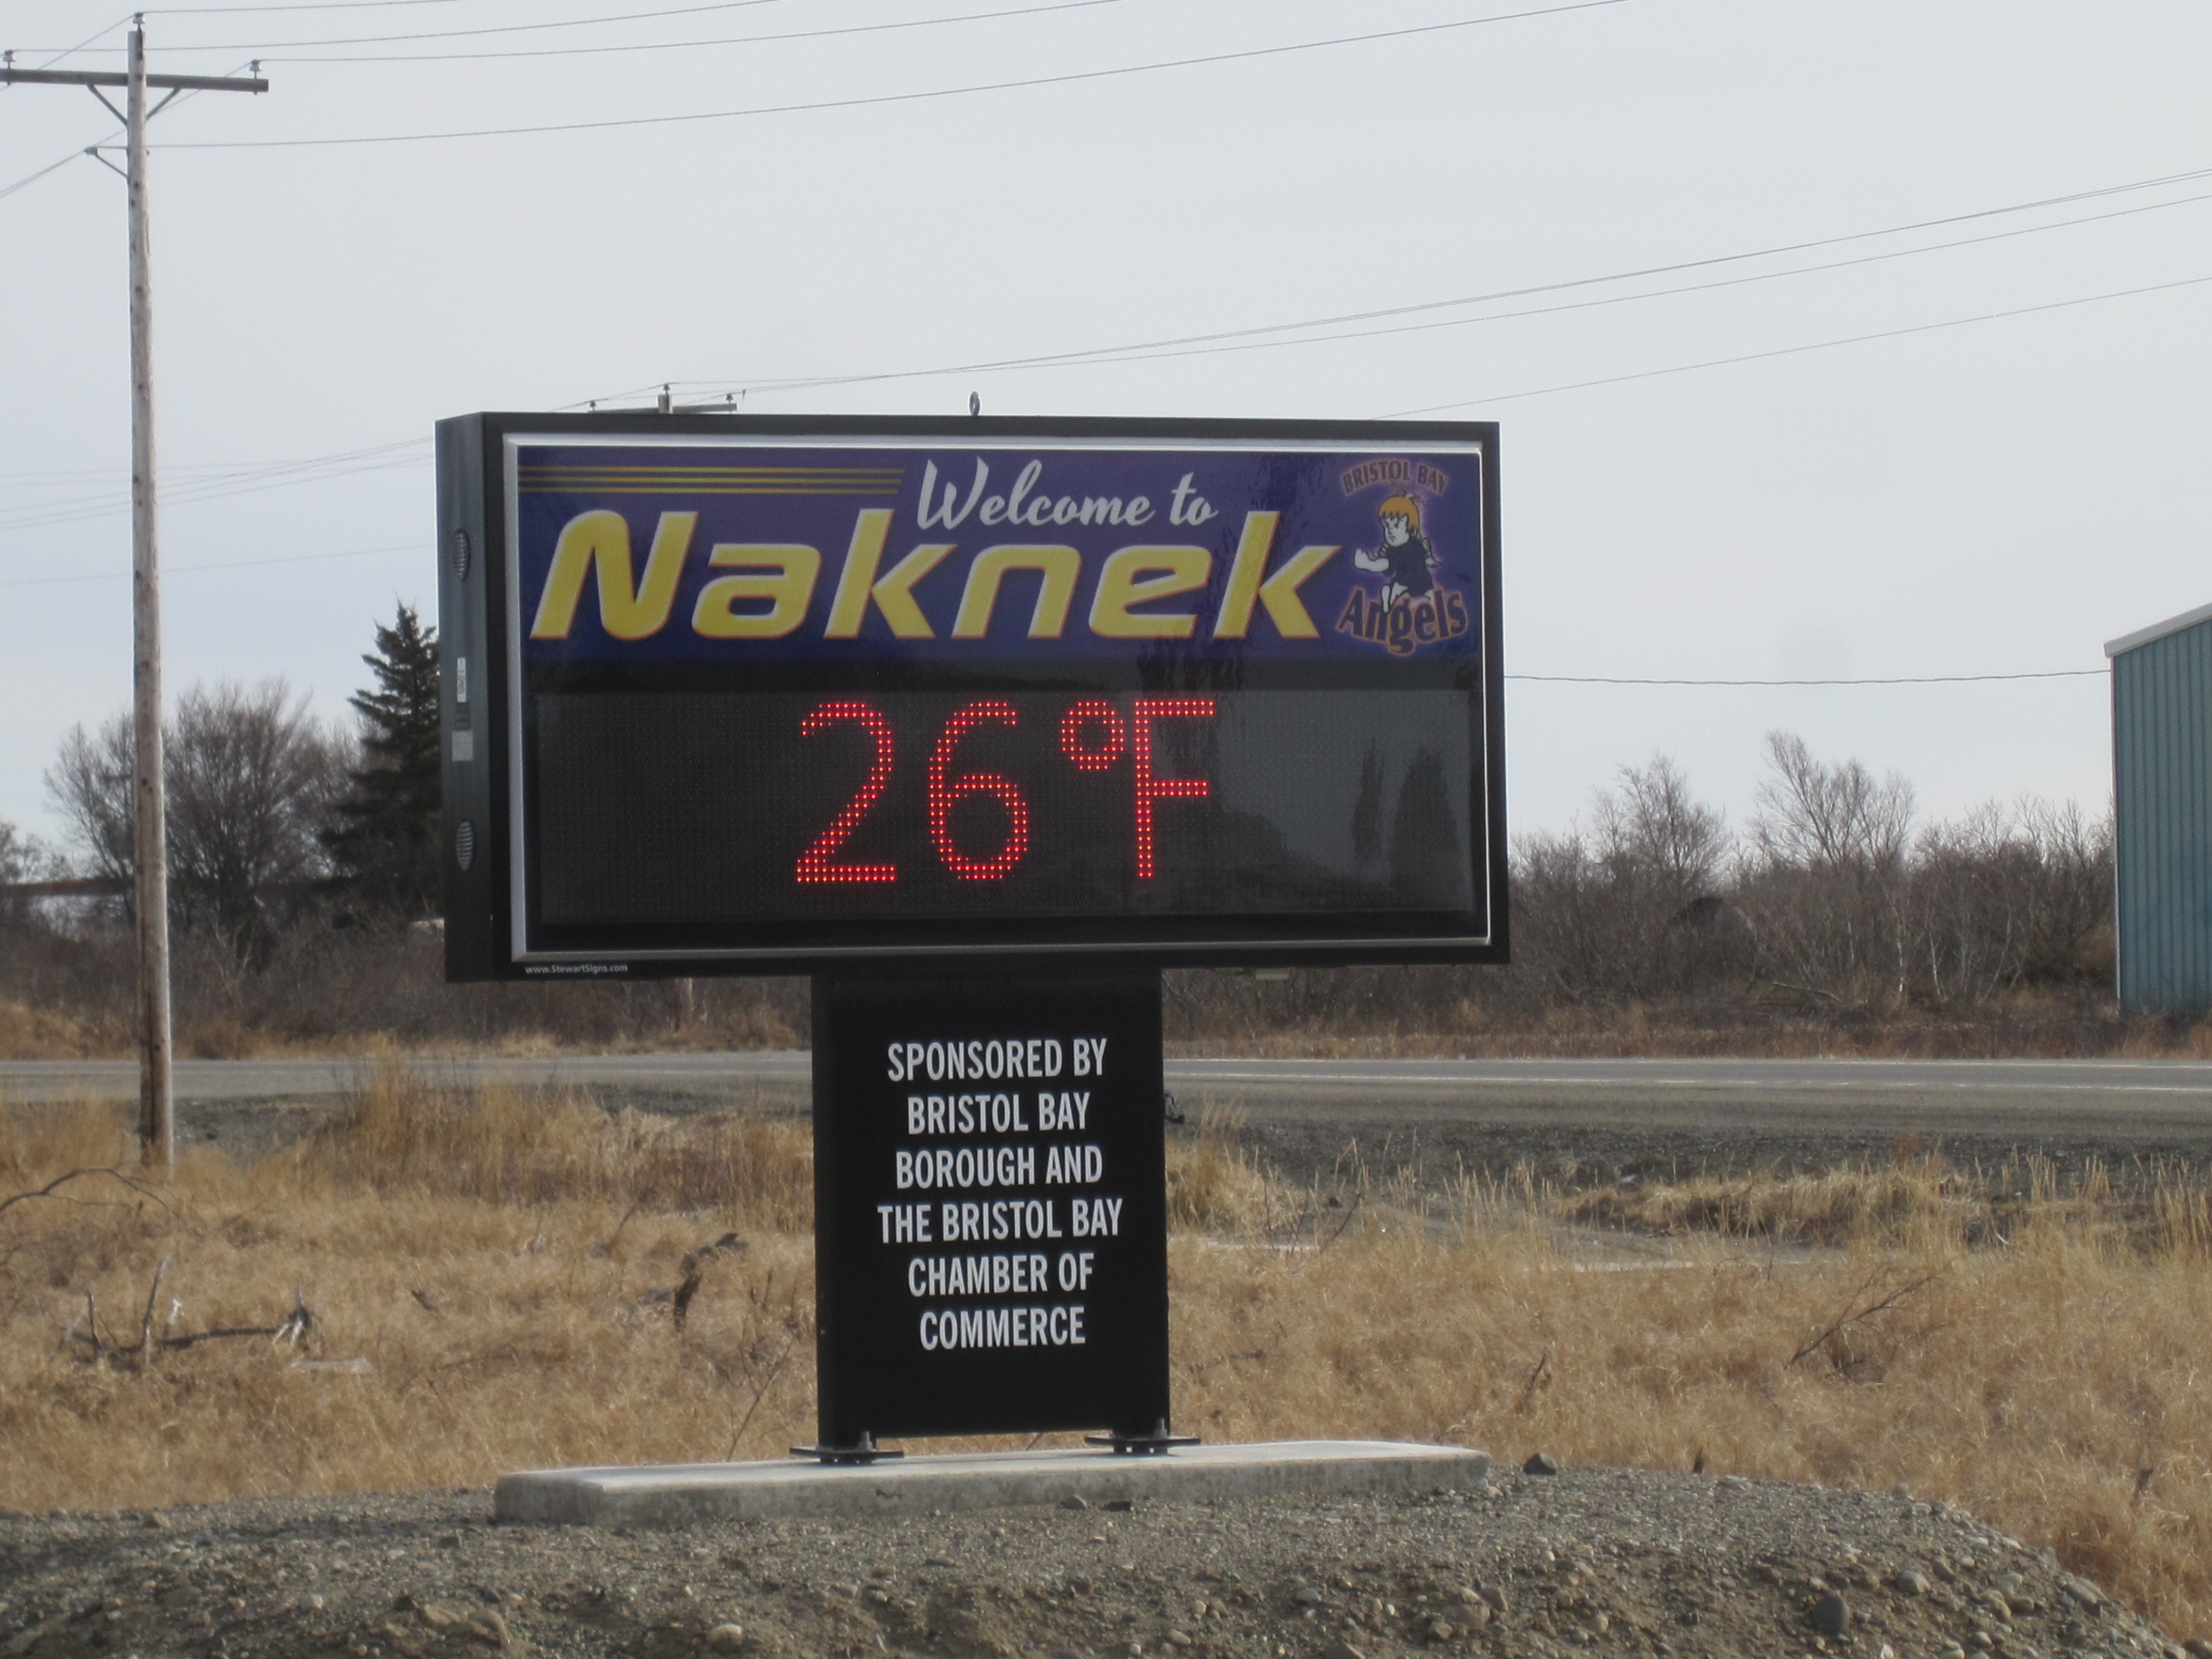 Welcome to
Naknek
BRISTOL BAY
Angels
26°F
www.StewartSigns.com
SPONSORED BY
BRISTOL BAY
BOROUGH AND
THE BRISTOL BAY
CHAMBER OF
COMMERCE